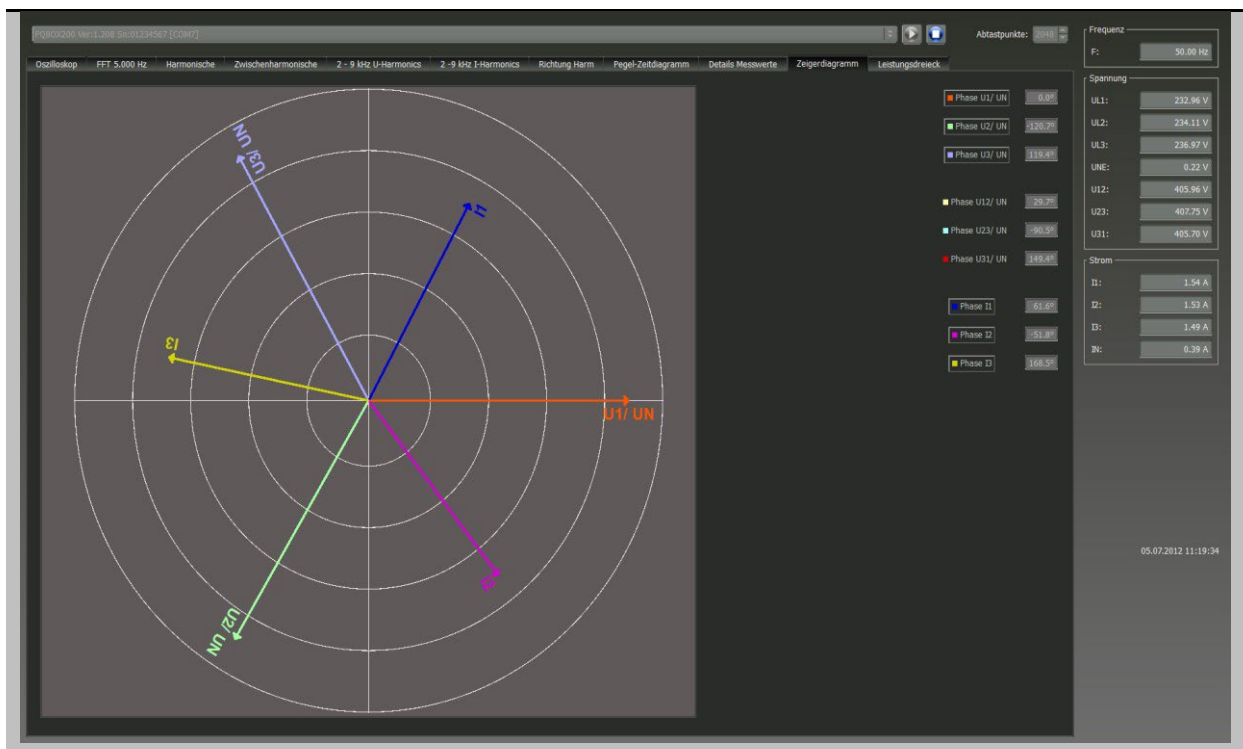 PQBOX200 Ver:1.208 Sn:01234567 [COM7]
Abtastpunkte: 2048
Oszilloskop FFT 5.000 Hz Harmonische Zwischenharmonische 2 - 9 kHz U-Harmonics 2 -9 kHz I-Harmonics Richtung Harm Pegel-Zeitdiagramm Details Messwerte Zeigerdiagramm Leistungsdreieck
U3/ UN
I1
I3
U1/ UN
I2
U2/ UN
Phase U1/ UN 0.0°
Phase U2/ UN -120.7°
Phase U3/ UN 119.4°
Phase U12/ UN 29.7°
Phase U23/ UN -90.5°
Phase U31/ UN 149.4°
Phase I1 61.6°
Phase I2 -51.8°
Phase I3 168.5°
Frequenz
F: 50.00 Hz
Spannung
UL1: 232.96 V
UL2: 234.11 V
UL3: 236.97 V
UNE: 0.22 V
U12: 405.96 V
U23: 407.75 V
U31: 405.70 V
Strom
I1: 1.54 A
I2: 1.53 A
I3: 1.49 A
IN: 0.39 A
05.07.2012 11:19:34